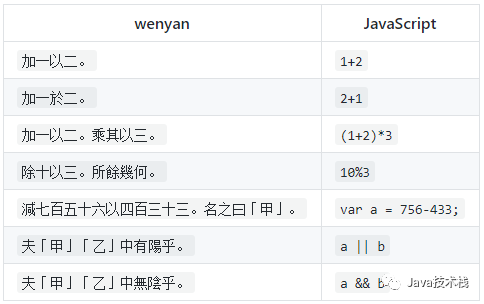 wenyan JavaScript
加一以二。 1+2
加一於二。 2+1
加一以二。乘其以三。 (1+2)*3
除十以三。所餘幾何。 10%3
減七百五十六以四百三十三。名之曰「甲」。 var a = 756-433;
夫「甲」「乙」中有陽乎。 a || b
夫「甲」「乙」中無陰乎。 a && b
Java技术栈